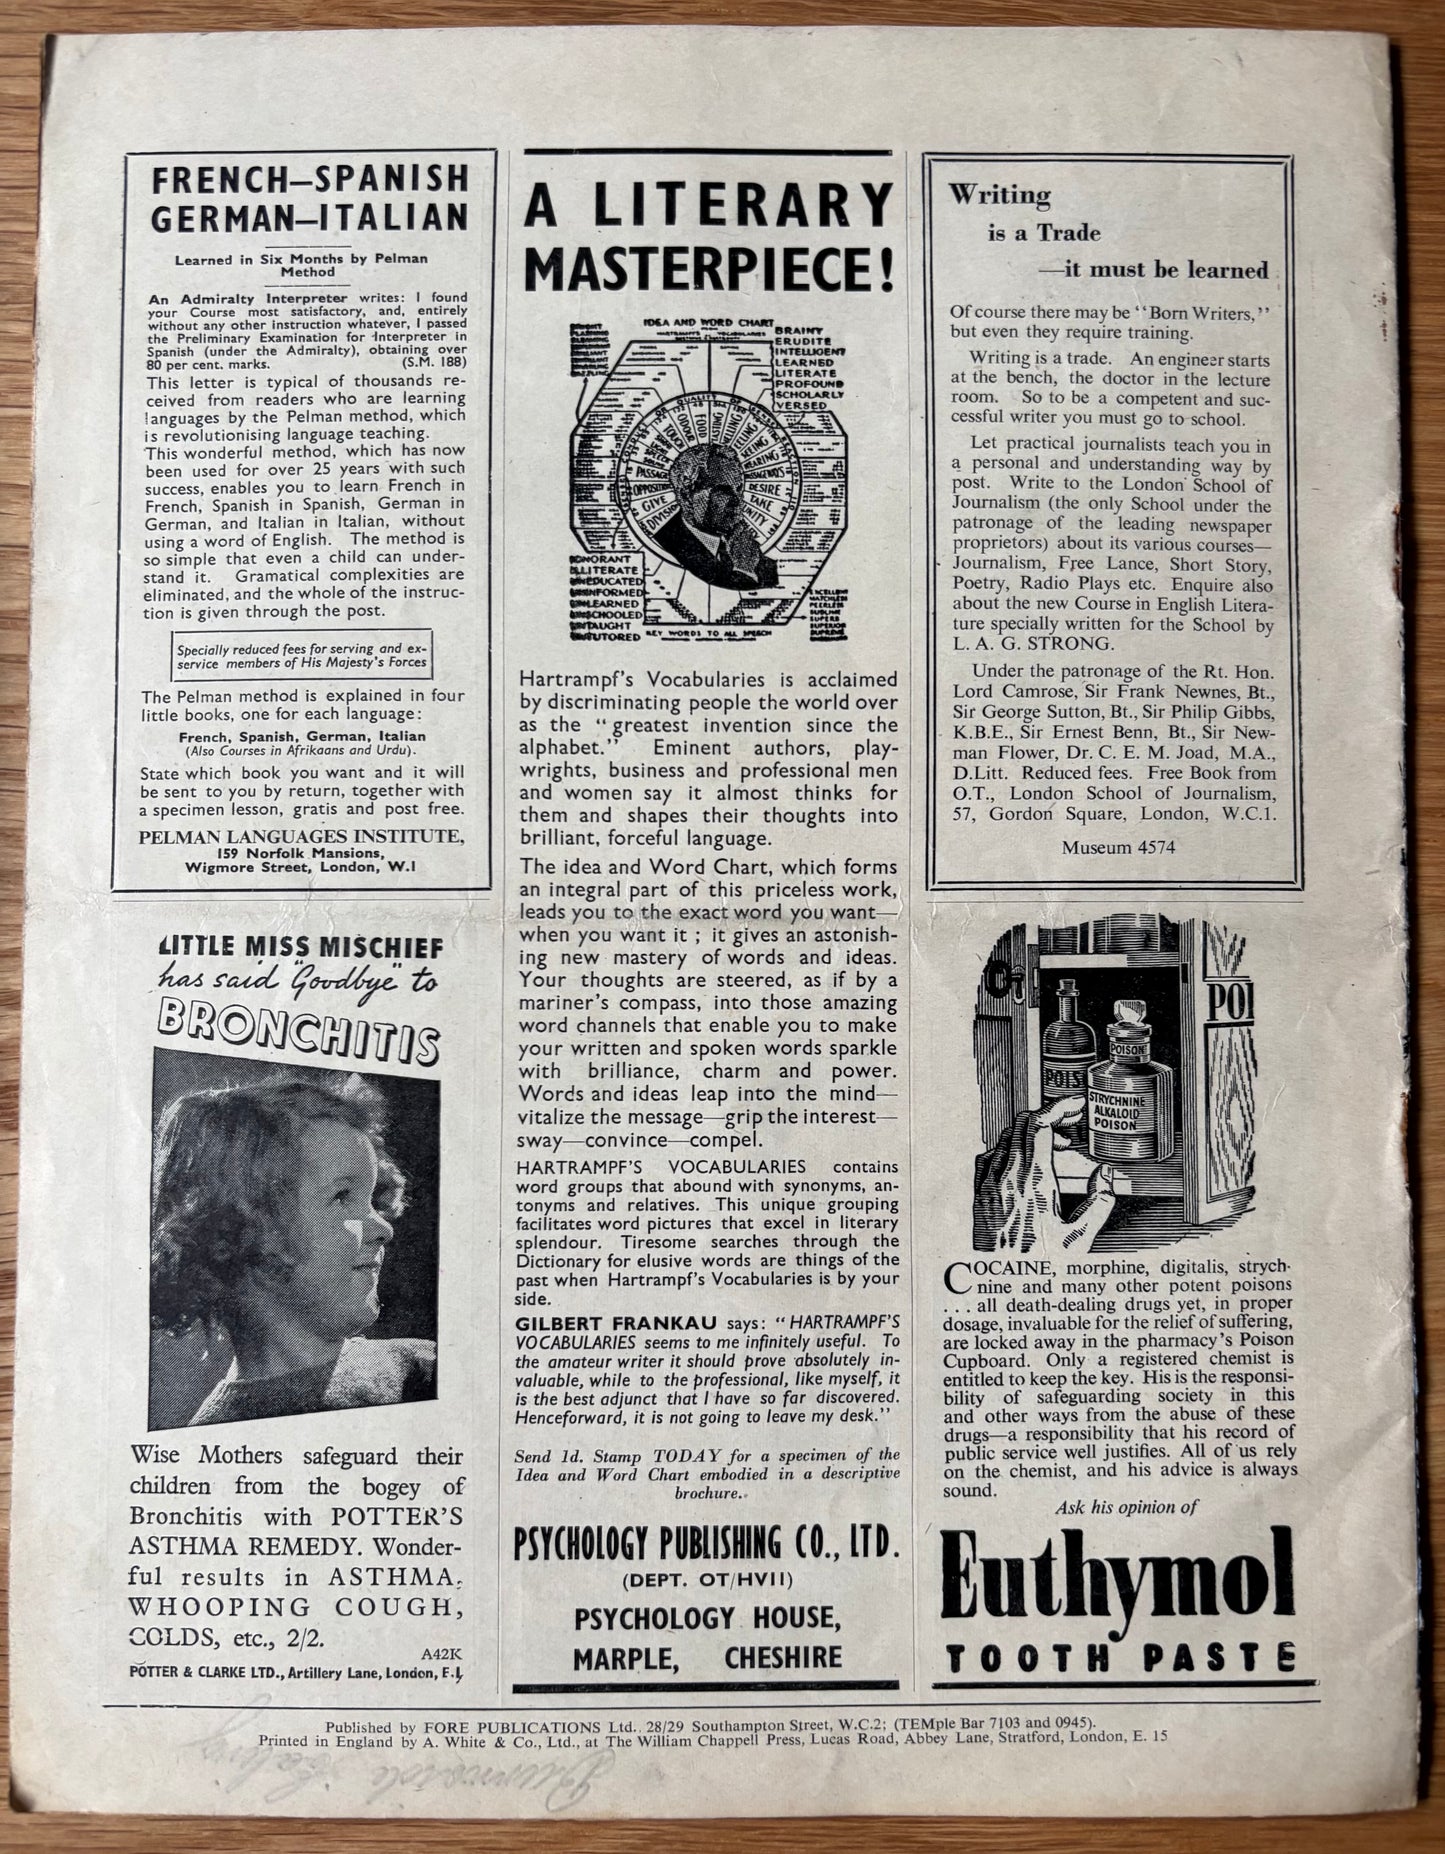 FRENCH—SPANISH
GERMAN—ITALIAN
Learned in Six Months by Pelman
Method
An Admiralty Interpreter writes: I found
your Course most satisfactory, and, entirely
without any other instruction whatever, I passed
the Preliminary Examination for Interpreter in
Spanish (under the Admiralty), obtaining over
80 per cent. marks. (S.M. 188)
This letter is typical of thousands re-
ceived from readers who are learning
languages by the Pelman method, which
is revolutionising language teaching.
This wonderful method, which has now
been used for over 25 years with such
success, enables you to learn French in
French, Spanish in Spanish, German in
German, and Italian in Italian, without
using a word of English. The method is
so simple that even a child can under-
stand it. Gramatical complexities are
eliminated, and the whole of the instruc-
tion is given through the post.
Specially reduced fees for serving and ex-
service members of His Majesty's Forces
The Pelman method is explained in four
little books, one for each language:
French, Spanish, German, Italian
(Also Courses in Afrikaans and Urdu).
State which book you want and it will
be sent to you by return, together with
a specimen lesson, gratis and post free.
PELMAN LANGUAGES INSTITUTE,
159 Norfolk Mansions,
Wigmore Street, London, W.1
LITTLE MISS MISCHIEF
has said "Goodbye" to
BRONCHITIS
Wise Mothers safeguard their
children from the bogey of
Bronchitis with POTTER'S
ASTHMA REMEDY. Wonder-
ful results in ASTHMA,
WHOOPING COUGH,
COLDS, etc., 2/2.
A42K
POTTER & CLARKE LTD., Artillery Lane, London, E.1.
A LITERARY
MASTERPIECE!
IDEA AND WORD CHART
BRAINY
ERUDITE
INTELLIGENT
LEARNED
LITERATE
PROFOUND
SCHOLARLY
VERSED
QUALITY
TOUCH
ODOUR
FOOD
FEELING
SEEING
HEARING
PASSAGEWAYS
DESIRE
TAKE
UNITY
PASSAGE
OPPOSITION
GIVE
DIVISION
IGNORANT
ILLITERATE
UNEDUCATED
UNINFORMED
UNLEARNED
UNSCHOOLED
UNTAUGHT
UNTUTORED
KEY WORDS TO ALL SPEECH
EXCELLENT
MATCHLESS
PEERLESS
SUBLIME
SUPERB
SUPERIOR
SUPREME
Hartrampf's Vocabularies is acclaimed
by discriminating people the world over
as the "greatest invention since the
alphabet." Eminent authors, play-
wrights, business and professional men
and women say it almost thinks for
them and shapes their thoughts into
brilliant, forceful language.
The idea and Word Chart, which forms
an integral part of this priceless work,
leads you to the exact word you want—
when you want it ; it gives an astonish-
ing new mastery of words and ideas.
Your thoughts are steered, as if by a
mariner's compass, into those amazing
word channels that enable you to make
your written and spoken words sparkle
with brilliance, charm and power.
Words and ideas leap into the mind—
vitalize the message—grip the interest—
sway—convince—compel.
HARTRAMPF'S VOCABULARIES contains
word groups that abound with synonyms, an-
tonyms and relatives. This unique grouping
facilitates word pictures that excel in literary
splendour. Tiresome searches through the
Dictionary for elusive words are things of the
past when Hartrampf's Vocabularies is by your
side.
GILBERT FRANKAU says: "HARTRAMPF'S
VOCABULARIES seems to me infinitely useful. To
the amateur writer it should prove absolutely in-
valuable, while to the professional, like myself, it
is the best adjunct that I have so far discovered.
Henceforward, it is not going to leave my desk."
Send 1d. Stamp TODAY for a specimen of the
Idea and Word Chart embodied in a descriptive
brochure.
PSYCHOLOGY PUBLISHING CO., LTD.
(DEPT. OT/HV11)
PSYCHOLOGY HOUSE,
MARPLE, CHESHIRE
Writing
is a Trade
—it must be learned
Of course there may be "Born Writers,"
but even they require training.
Writing is a trade. An engineer starts
at the bench, the doctor in the lecture
room. So to be a competent and suc-
cessful writer you must go to school.
Let practical journalists teach you in
a personal and understanding way by
post. Write to the London School of
Journalism (the only School under the
patronage of the leading newspaper
proprietors) about its various courses—
Journalism, Free Lance, Short Story,
Poetry, Radio Plays etc. Enquire also
about the new Course in English Litera-
ture specially written for the School by
L. A. G. STRONG.
Under the patronage of the Rt. Hon.
Lord Camrose, Sir Frank Newnes, Bt.,
Sir George Sutton, Bt., Sir Philip Gibbs,
K.B.E., Sir Ernest Benn, Bt., Sir New-
man Flower, Dr. C. E. M. Joad, M.A.,
D.Litt. Reduced fees. Free Book from
O.T., London School of Journalism,
57, Gordon Square, London, W.C.1.
Museum 4574
POI
POIS
POISON
STRYCHNINE
ALKALOID
POISON
COCAINE, morphine, digitalis, strych-
nine and many other potent poisons
. . . all death-dealing drugs yet, in proper
dosage, invaluable for the relief of suffering,
are locked away in the pharmacy's Poison
Cupboard. Only a registered chemist is
entitled to keep the key. His is the responsi-
bility of safeguarding society in this
and other ways from the abuse of these
drugs—a responsibility that his record of
public service well justifies. All of us rely
on the chemist, and his advice is always
sound.
Ask his opinion of
Euthymol
TOOTH PASTE
Published by FORE PUBLICATIONS Ltd., 28/29 Southampton Street, W.C.2; (TEMple Bar 7103 and 0945).
Printed in England by A. White & Co., Ltd., at The William Chappell Press, Lucas Road, Abbey Lane, Stratford, London, E. 15